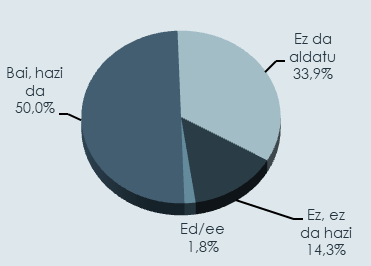 Ez da
aldatu
33,9%
Bai, hazi
da
50,0%
Ed/ee
1,8%
Ez, ez
da hazi
14,3%